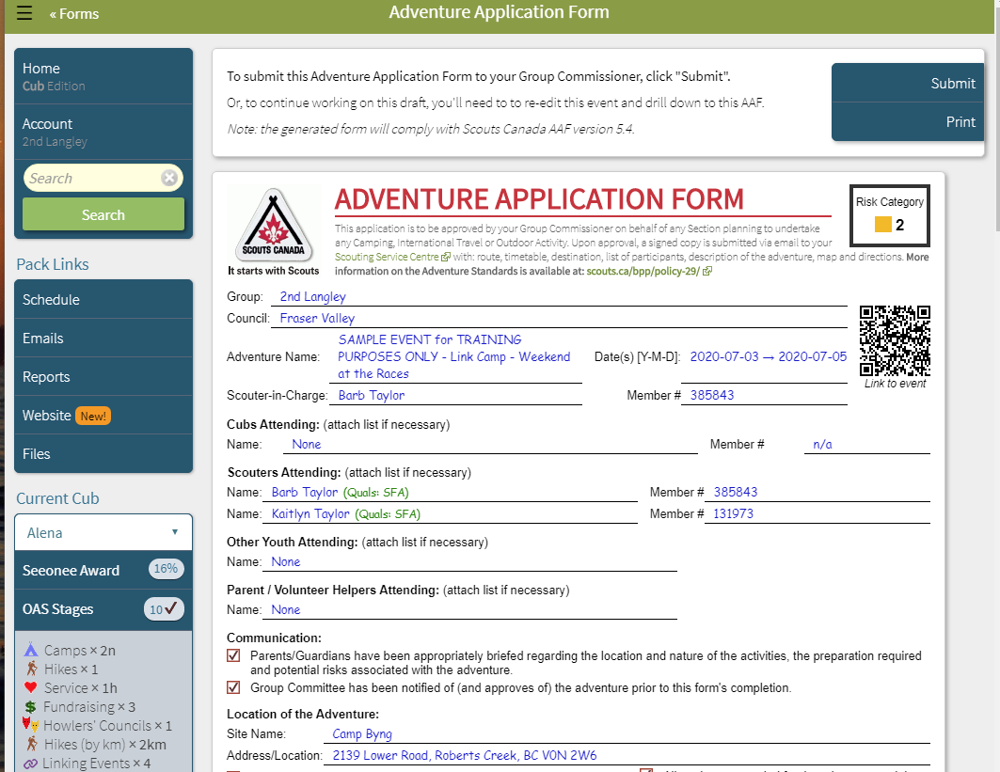 « Forms
Adventure Application Form
Home
Cub Edition
Account
2nd Langley
Search
Search
Pack Links
Schedule
Emails
Reports
Website New!
Files
Current Cub
Alena
Seeonee Award 16%
OAS Stages 10
Camps × 2n
Hikes × 1
Service × 1h
Fundraising × 3
Howlers' Councils × 1
Hikes (by km) × 2km
Linking Events × 4
To submit this Adventure Application Form to your Group Commissioner, click "Submit".
Or, to continue working on this draft, you'll need to to re-edit this event and drill down to this AAF.
Note: the generated form will comply with Scouts Canada AAF version 5.4.
Submit
Print
SCOUTS CANADA
It starts with Scouts
ADVENTURE APPLICATION FORM
This application is to be approved by your Group Commissioner on behalf of any Section planning to undertake
any Camping, International Travel or Outdoor Activity. Upon approval, a signed copy is submitted via email to your
Scouting Service Centre with: route, timetable, destination, list of participants, description of the adventure, map and directions. More
information on the Adventure Standards is available at: scouts.ca/bpp/policy-29/
Risk Category
2
Group: 2nd Langley
Council: Fraser Valley
Adventure Name: SAMPLE EVENT for TRAINING
PURPOSES ONLY - Link Camp - Weekend
at the Races
Date(s) [Y-M-D]: 2020-07-03 → 2020-07-05
Link to event
Scouter-in-Charge: Barb Taylor Member # 385843
Cubs Attending: (attach list if necessary)
Name: None Member # n/a
Scouters Attending: (attach list if necessary)
Name: Barb Taylor (Quals: SFA) Member # 385843
Name: Kaitlyn Taylor (Quals: SFA) Member # 131973
Other Youth Attending: (attach list if necessary)
Name: None
Parent / Volunteer Helpers Attending: (attach list if necessary)
Name: None
Communication:
Parents/Guardians have been appropriately briefed regarding the location and nature of the activities, the preparation required
and potential risks associated with the adventure.
Group Committee has been notified of (and approves of) the adventure prior to this form's completion.
Location of the Adventure:
Site Name: Camp Byng
Address/Location: 2139 Lower Road, Roberts Creek, BC V0N 2W6